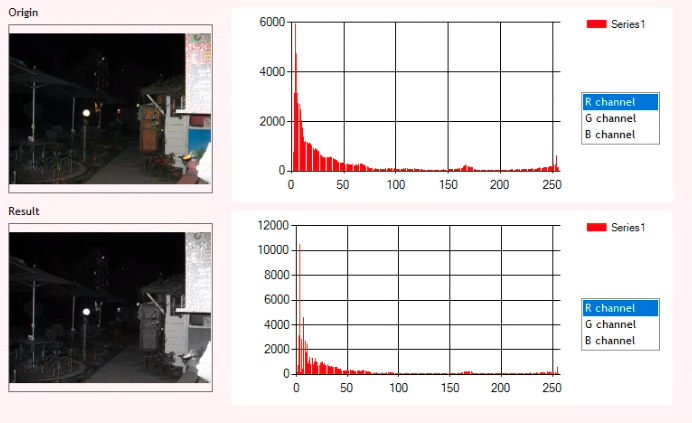 Origin
6000
4000
2000
0
0 50 100 150 200 250
Series1
R channel
G channel
B channel
Result
12000
10000
8000
6000
4000
2000
0
0 50 100 150 200 250
Series1
R channel
G channel
B channel